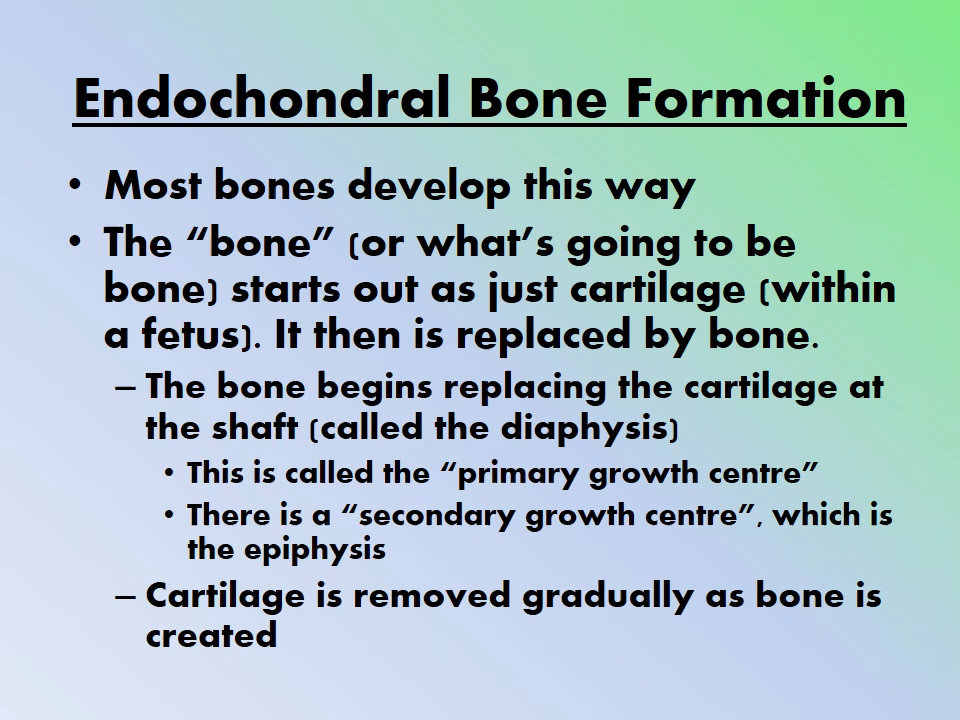 Endochondral Bone Formation
• Most bones develop this way
• The “bone” (or what’s going to be
bone) starts out as just cartilage (within
a fetus). It then is replaced by bone.
– The bone begins replacing the cartilage at
the shaft (called the diaphysis)
• This is called the “primary growth centre”
• There is a “secondary growth centre”, which is
the epiphysis
– Cartilage is removed gradually as bone is
created